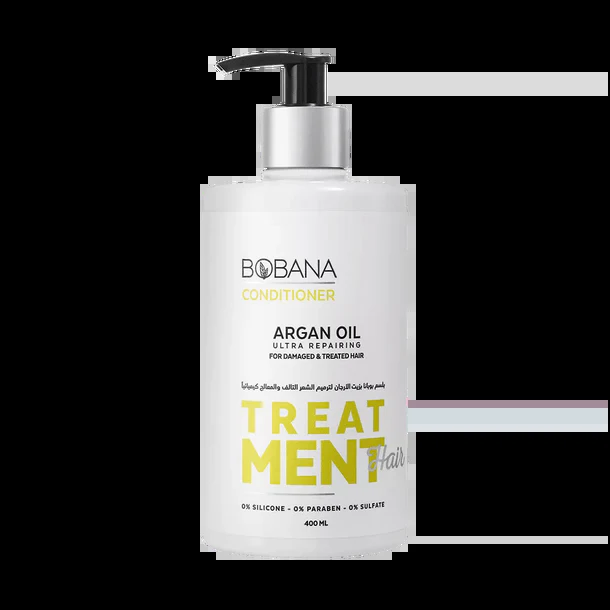 BOBANA
CONDITIONER
ARGAN OIL
ULTRA REPAIRING
FOR DAMAGED & TREATED HAIR
بلسم بوبانا بزيت الارجان لترميم الشعر التالف والمعالج كيميائياً
TREAT
MENT
Hair
0% SILICONE - 0% PARABEN - 0% SULFATE
400 ML